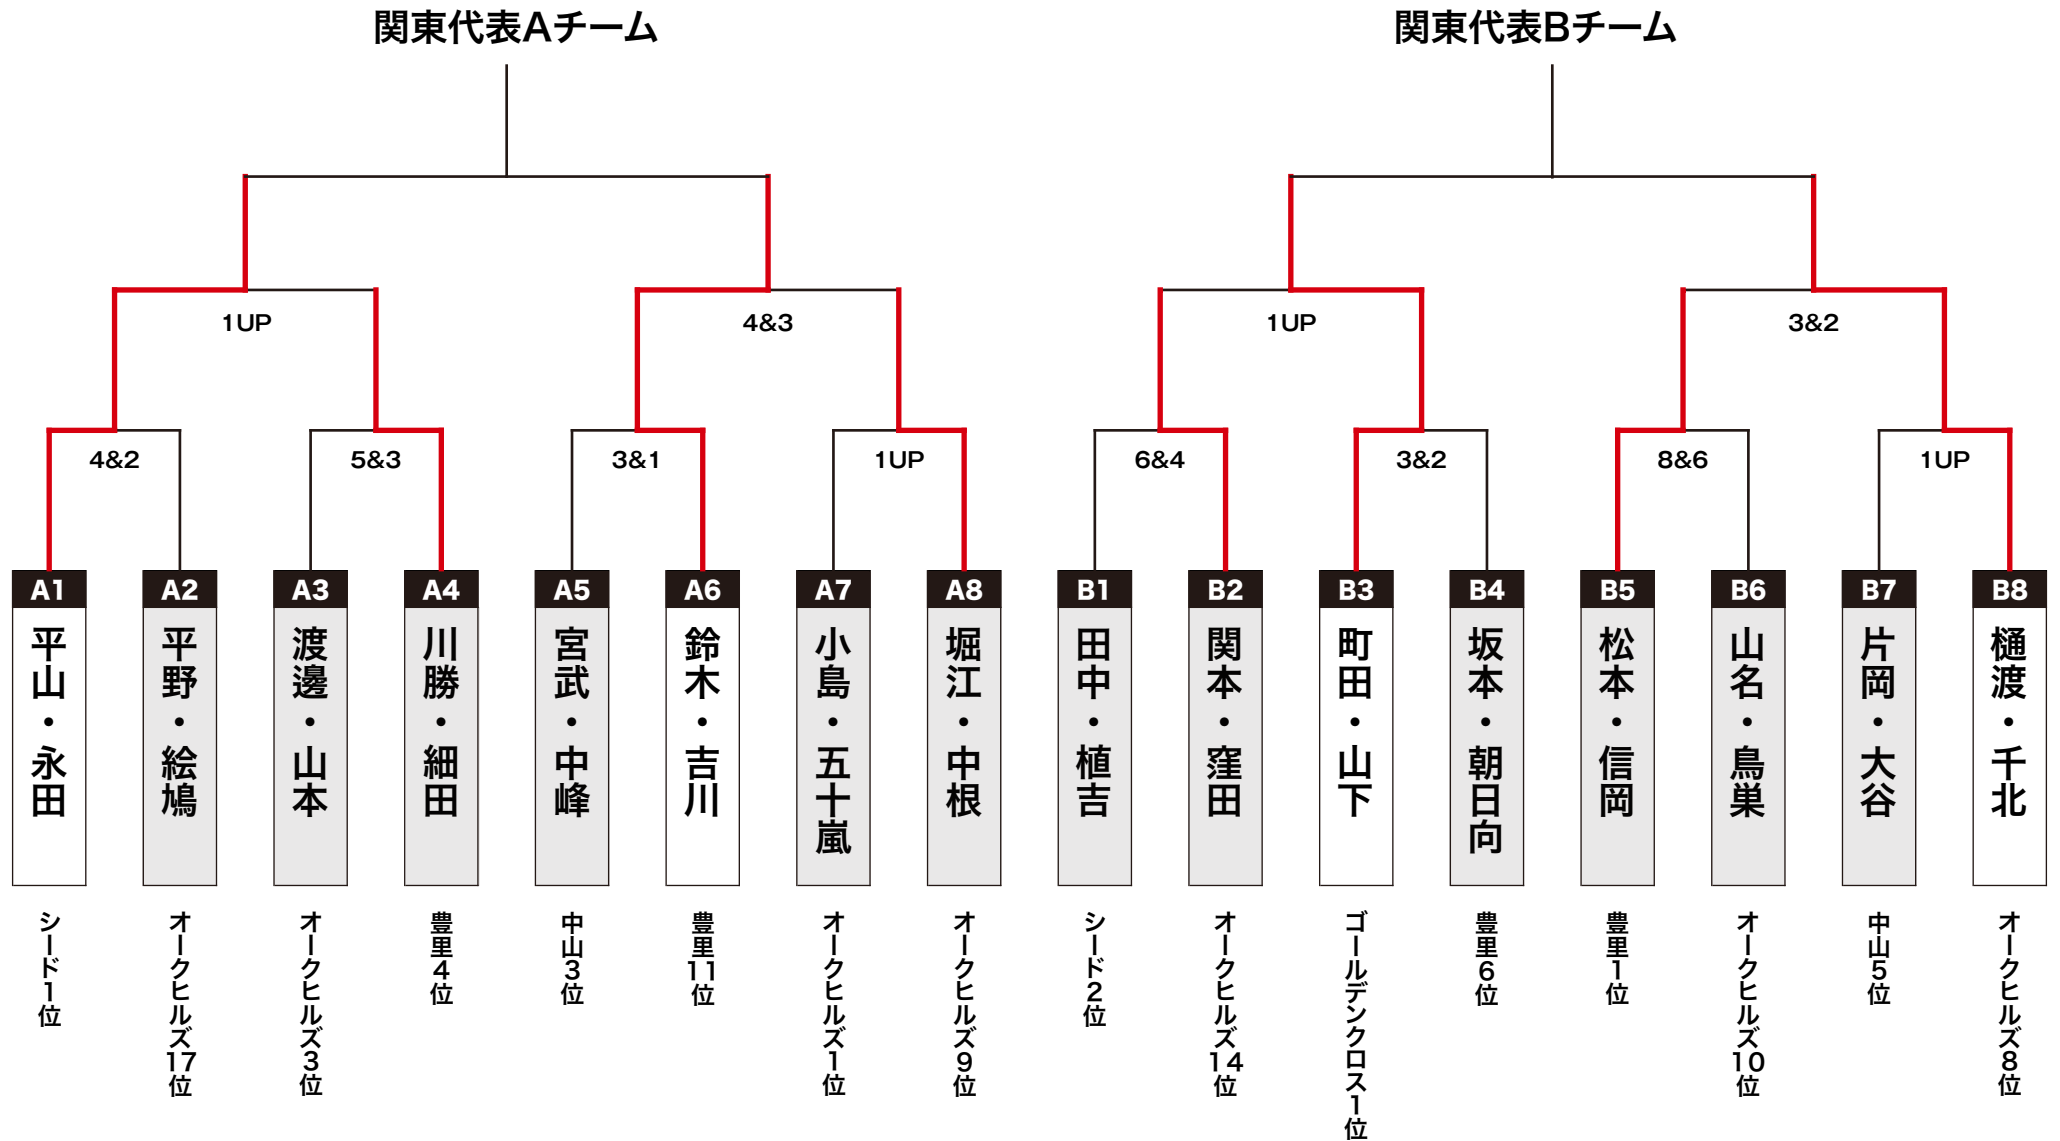 関東代表Aチーム
関東代表Bチーム
1UP
4&3
1UP
3&2
4&2
5&3
3&1
1UP
6&4
3&2
8&6
1UP
A1
A2
A3
A4
A5
A6
A7
A8
B1
B2
B3
B4
B5
B6
B7
B8
平山・永田
平野・絵鳩
渡邊・山本
川勝・細田
宮武・中峰
鈴木・吉川
小島・五十嵐
堀江・中根
田中・植吉
関本・窪田
町田・山下
坂本・朝日向
松本・信岡
山名・鳥巣
片岡・大谷
樋渡・千北
シード1位
オークヒルズ17位
オークヒルズ3位
豊里4位
中山3位
豊里11位
オークヒルズ1位
オークヒルズ9位
シード2位
オークヒルズ14位
ゴールデンクロス1位
豊里6位
豊里1位
オークヒルズ10位
中山5位
オークヒルズ8位